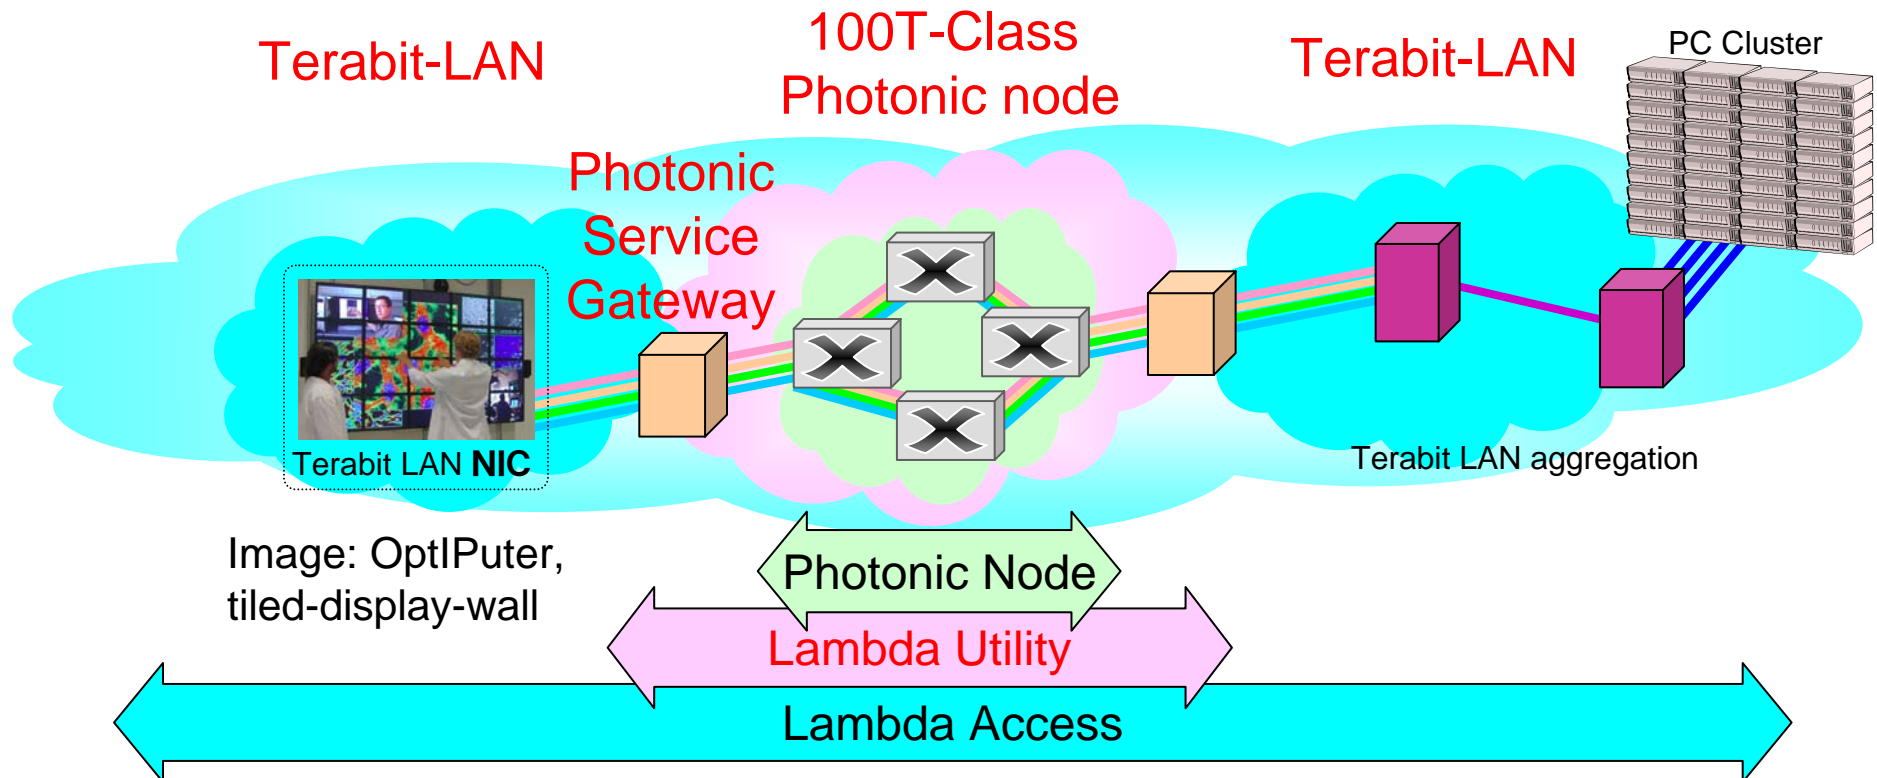 Terabit-LAN
100T-Class
Photonic node
Terabit-LAN
PC Cluster
Photonic
Service
Gateway
Terabit LAN NIC
Terabit LAN aggregation
Image: OptIPuter,
tiled-display-wall
Photonic Node
Lambda Utility
Lambda Access